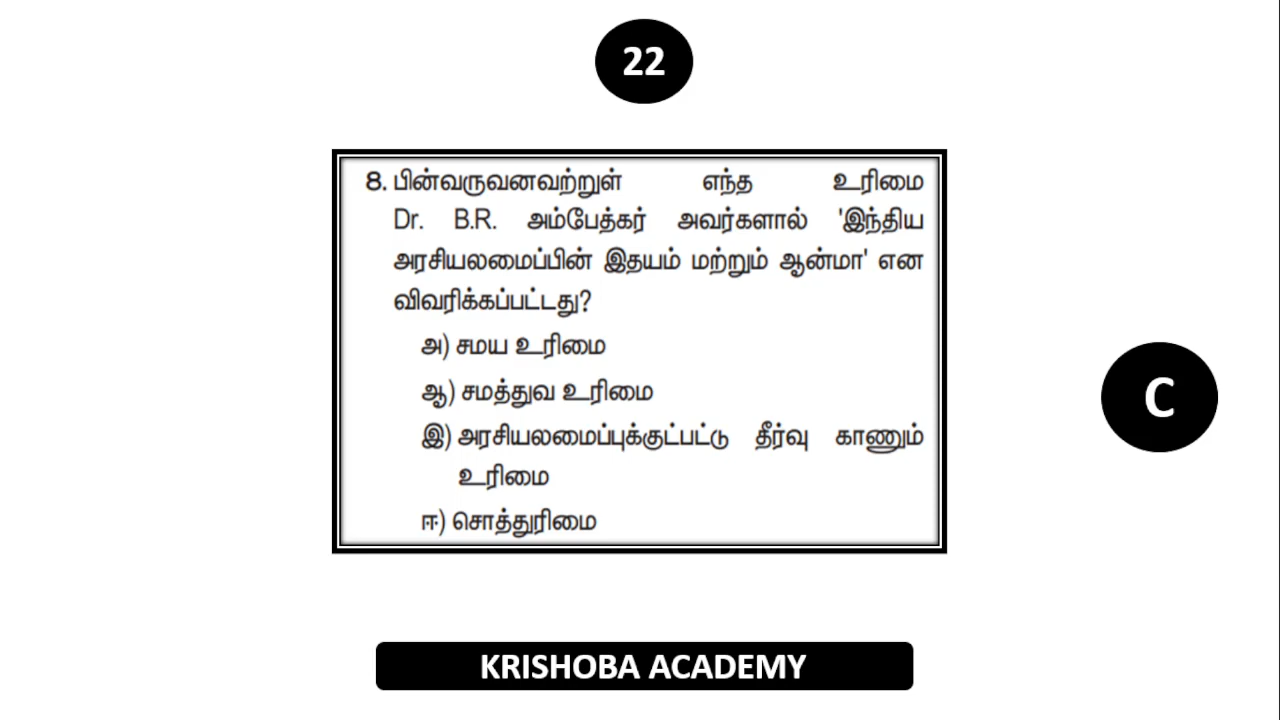 22
8. பின்வருவனவற்றுள் எந்த உரிமை
Dr. B.R. அம்பேத்கர் அவர்களால் 'இந்திய
அரசியலமைப்பின் இதயம் மற்றும் ஆன்மா' என
விவரிக்கப்பட்டது?
அ) சமய உரிமை
ஆ) சமத்துவ உரிமை
இ) அரசியலமைப்புக்குட்பட்டு தீர்வு காணும்
உரிமை
ஈ) சொத்துரிமை
C
KRISHOBA ACADEMY